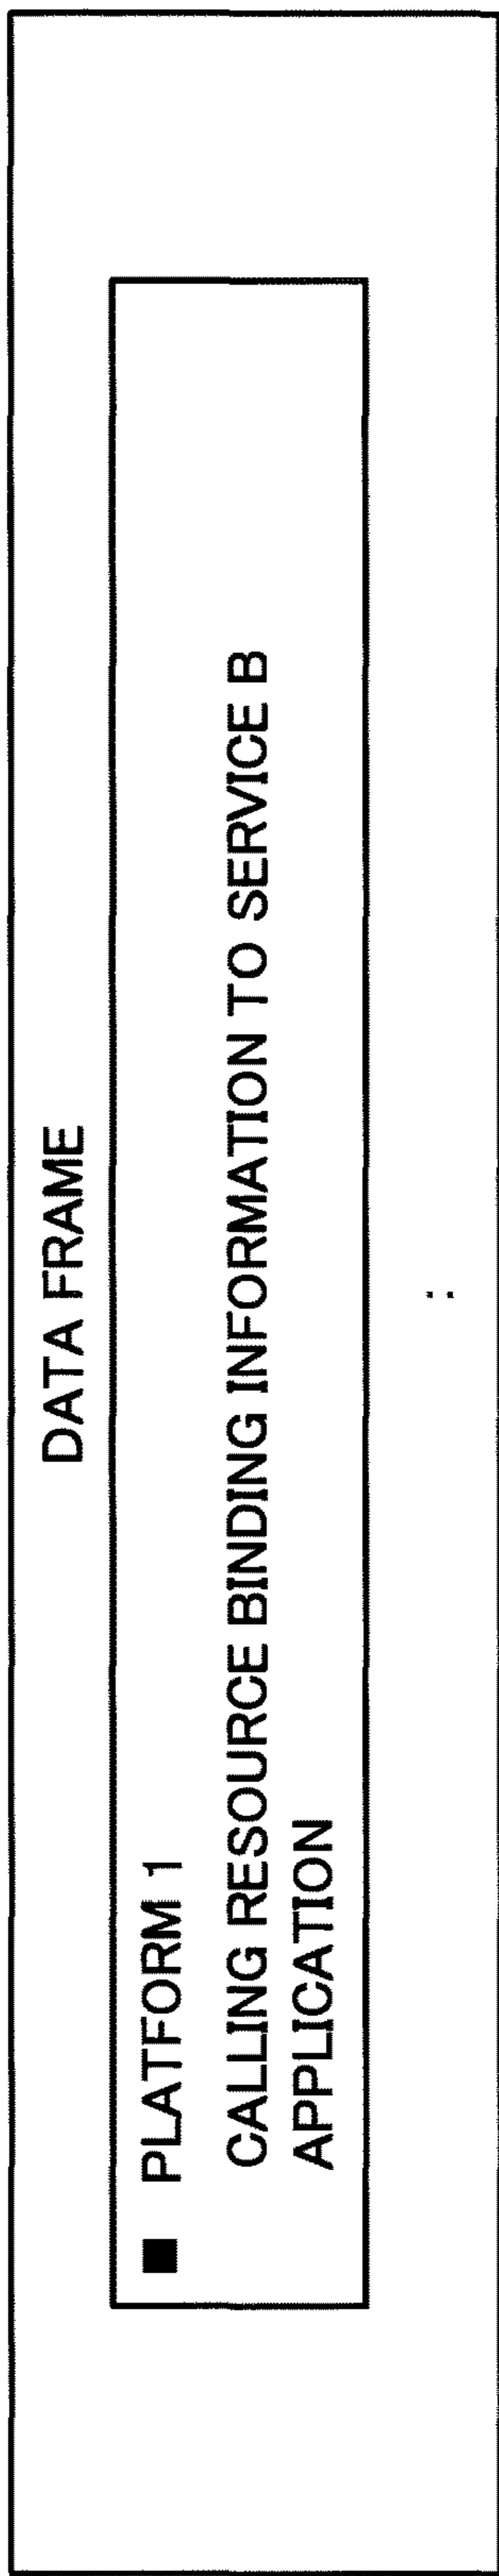 DATA FRAME
■ PLATFORM 1
CALLING RESOURCE BINDING INFORMATION TO SERVICE B
APPLICATION
: